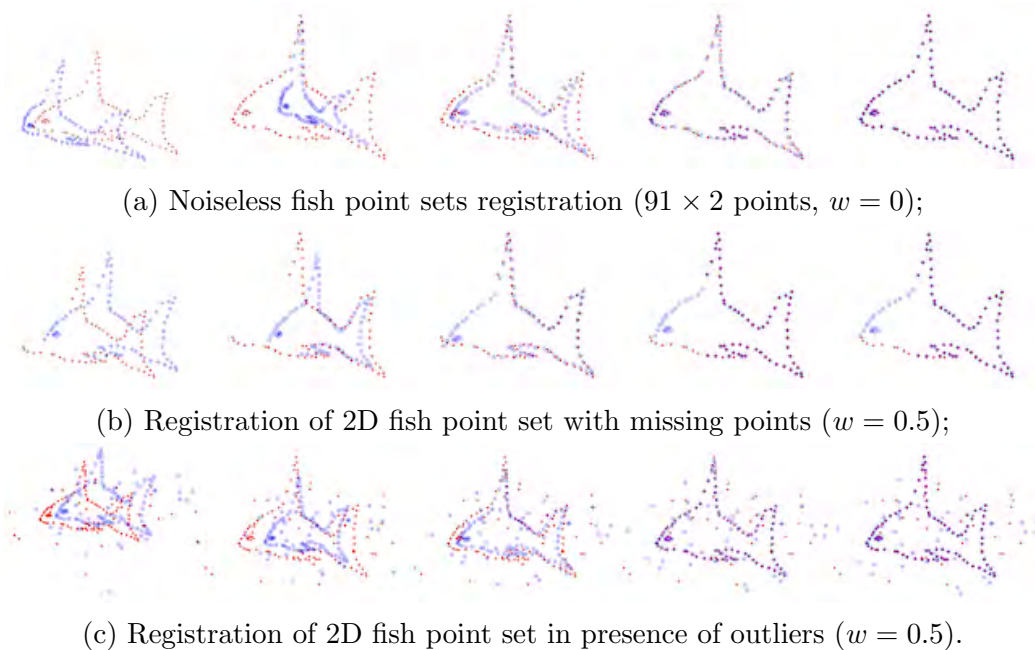 (a) Noiseless fish point sets registration (91 × 2 points, w = 0);
(b) Registration of 2D fish point set with missing points (w = 0.5);
(c) Registration of 2D fish point set in presence of outliers (w = 0.5).